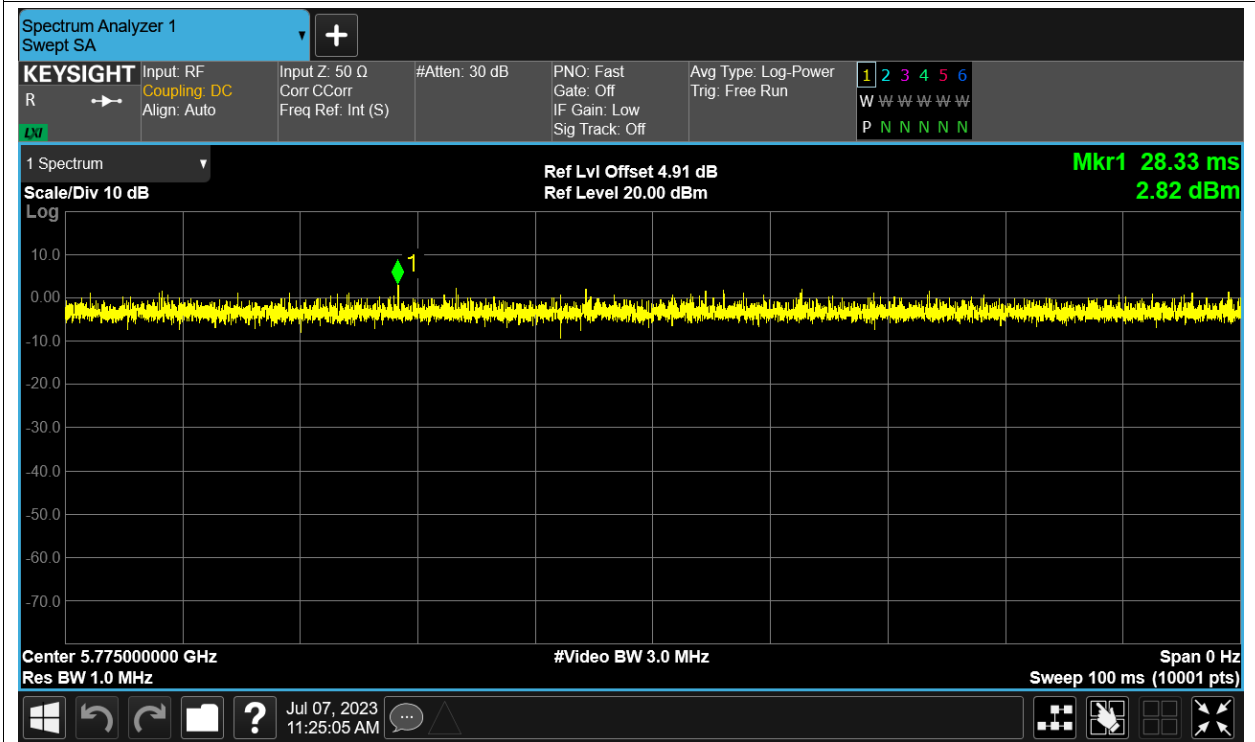 Spectrum Analyzer 1
Swept SA
KEYSIGHT
R
LXI
Input: RF
Coupling: DC
Align: Auto
Input Z: 50 Ω
Corr CCorr
Freq Ref: Int (S)
#Atten: 30 dB
PNO: Fast
Gate: Off
IF Gain: Low
Sig Track: Off
Avg Type: Log-Power
Trig: Free Run
1 2 3 4 5 6
W W W W W W
P N N N N N
1 Spectrum
Scale/Div 10 dB
Log
Ref Lvl Offset 4.91 dB
Ref Level 20.00 dBm
Mkr1 28.33 ms
2.82 dBm
1
10.0
0.00
-10.0
-20.0
-30.0
-40.0
-50.0
-60.0
-70.0
Center 5.775000000 GHz
Res BW 1.0 MHz
#Video BW 3.0 MHz
Span 0 Hz
Sweep 100 ms (10001 pts)
?
Jul 07, 2023
11:25:05 AM